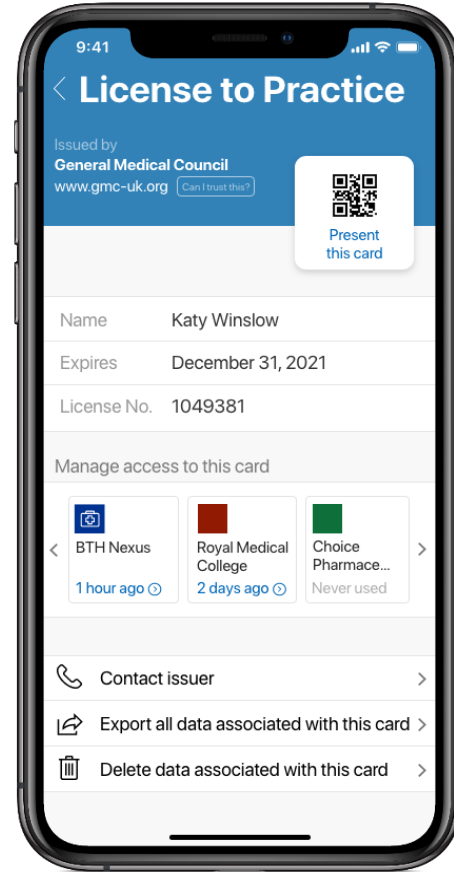 9:41
License to Practice
Issued by
General Medical Council
www.gmc-uk.org Can I trust this?
Present
this card
Name Katy Winslow
Expires December 31, 2021
License No. 1049381
Manage access to this card
BTH Nexus
1 hour ago
Royal Medical
College
2 days ago
Choice
Pharmace...
Never used
Contact issuer
Export all data associated with this card
Delete data associated with this card